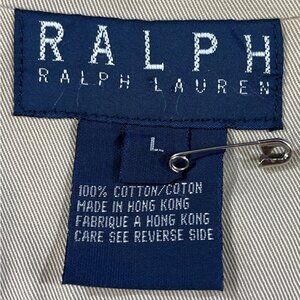 RALPH
RALPH LAUREN
L
100% COTTON/COTON
MADE IN HONG KONG
FABRIQUE A HONG KONG
CARE SEE REVERSE SIDE